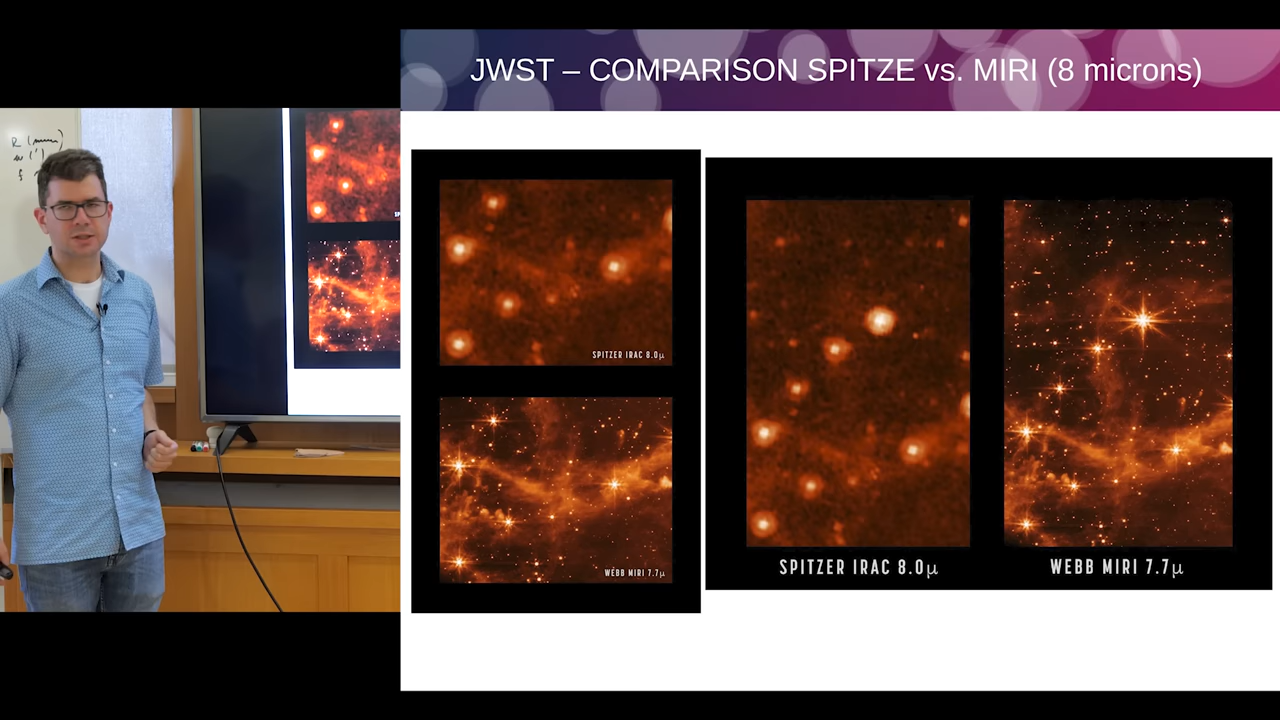 JWST – COMPARISON SPITZE vs. MIRI (8 microns)
SPITZER IRAC 8.0µ
WEBB MIRI 7.7µ
SPITZER IRAC 8.0µ
WEBB MIRI 7.7µ